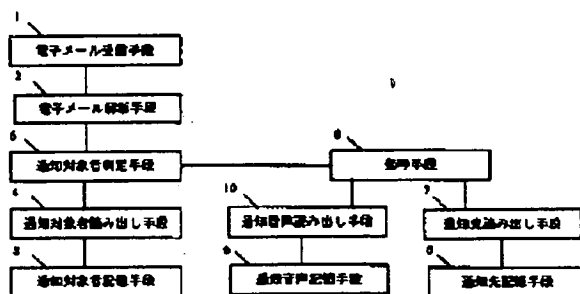 1
電子メール受信手段
2
電子メール解析手段
5
通知対象者判定手段
8
制御手段
4
通知対象者読み出し手段
10
通知音声読み出し手段
7
通知先読み出し手段
3
通知対象者記憶手段
9
通知音声記憶手段
6
通知先記憶手段